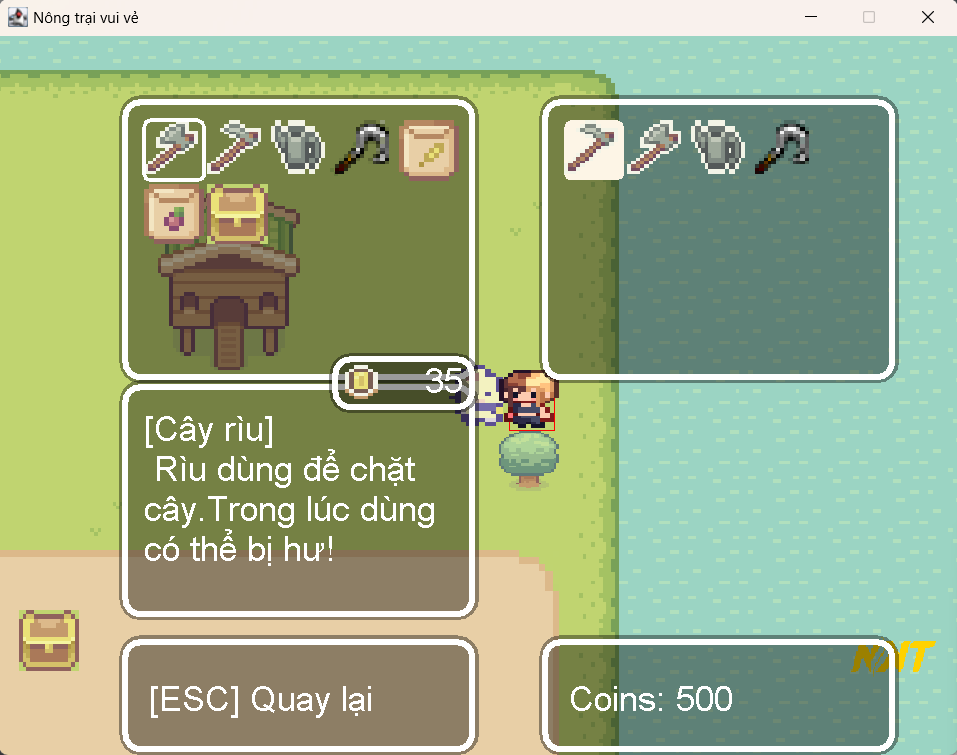 Nông trại vui vẻ
35
[Cây rìu]
Rìu dùng để chặt
cây.Trong lúc dùng
có thể bị hư!
[ESC] Quay lại
Coins: 500